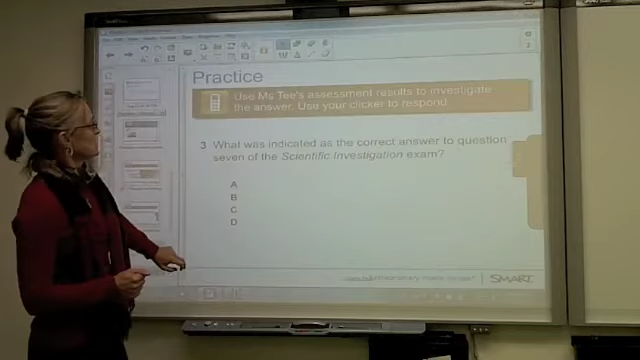 SMART
Practice
Use Ms Tee's assessment results to investigate
the answer. Use your clicker to respond
3 What was indicated as the correct answer to question
seven of the Scientific Investigation exam?
A
B
C
D
SMART